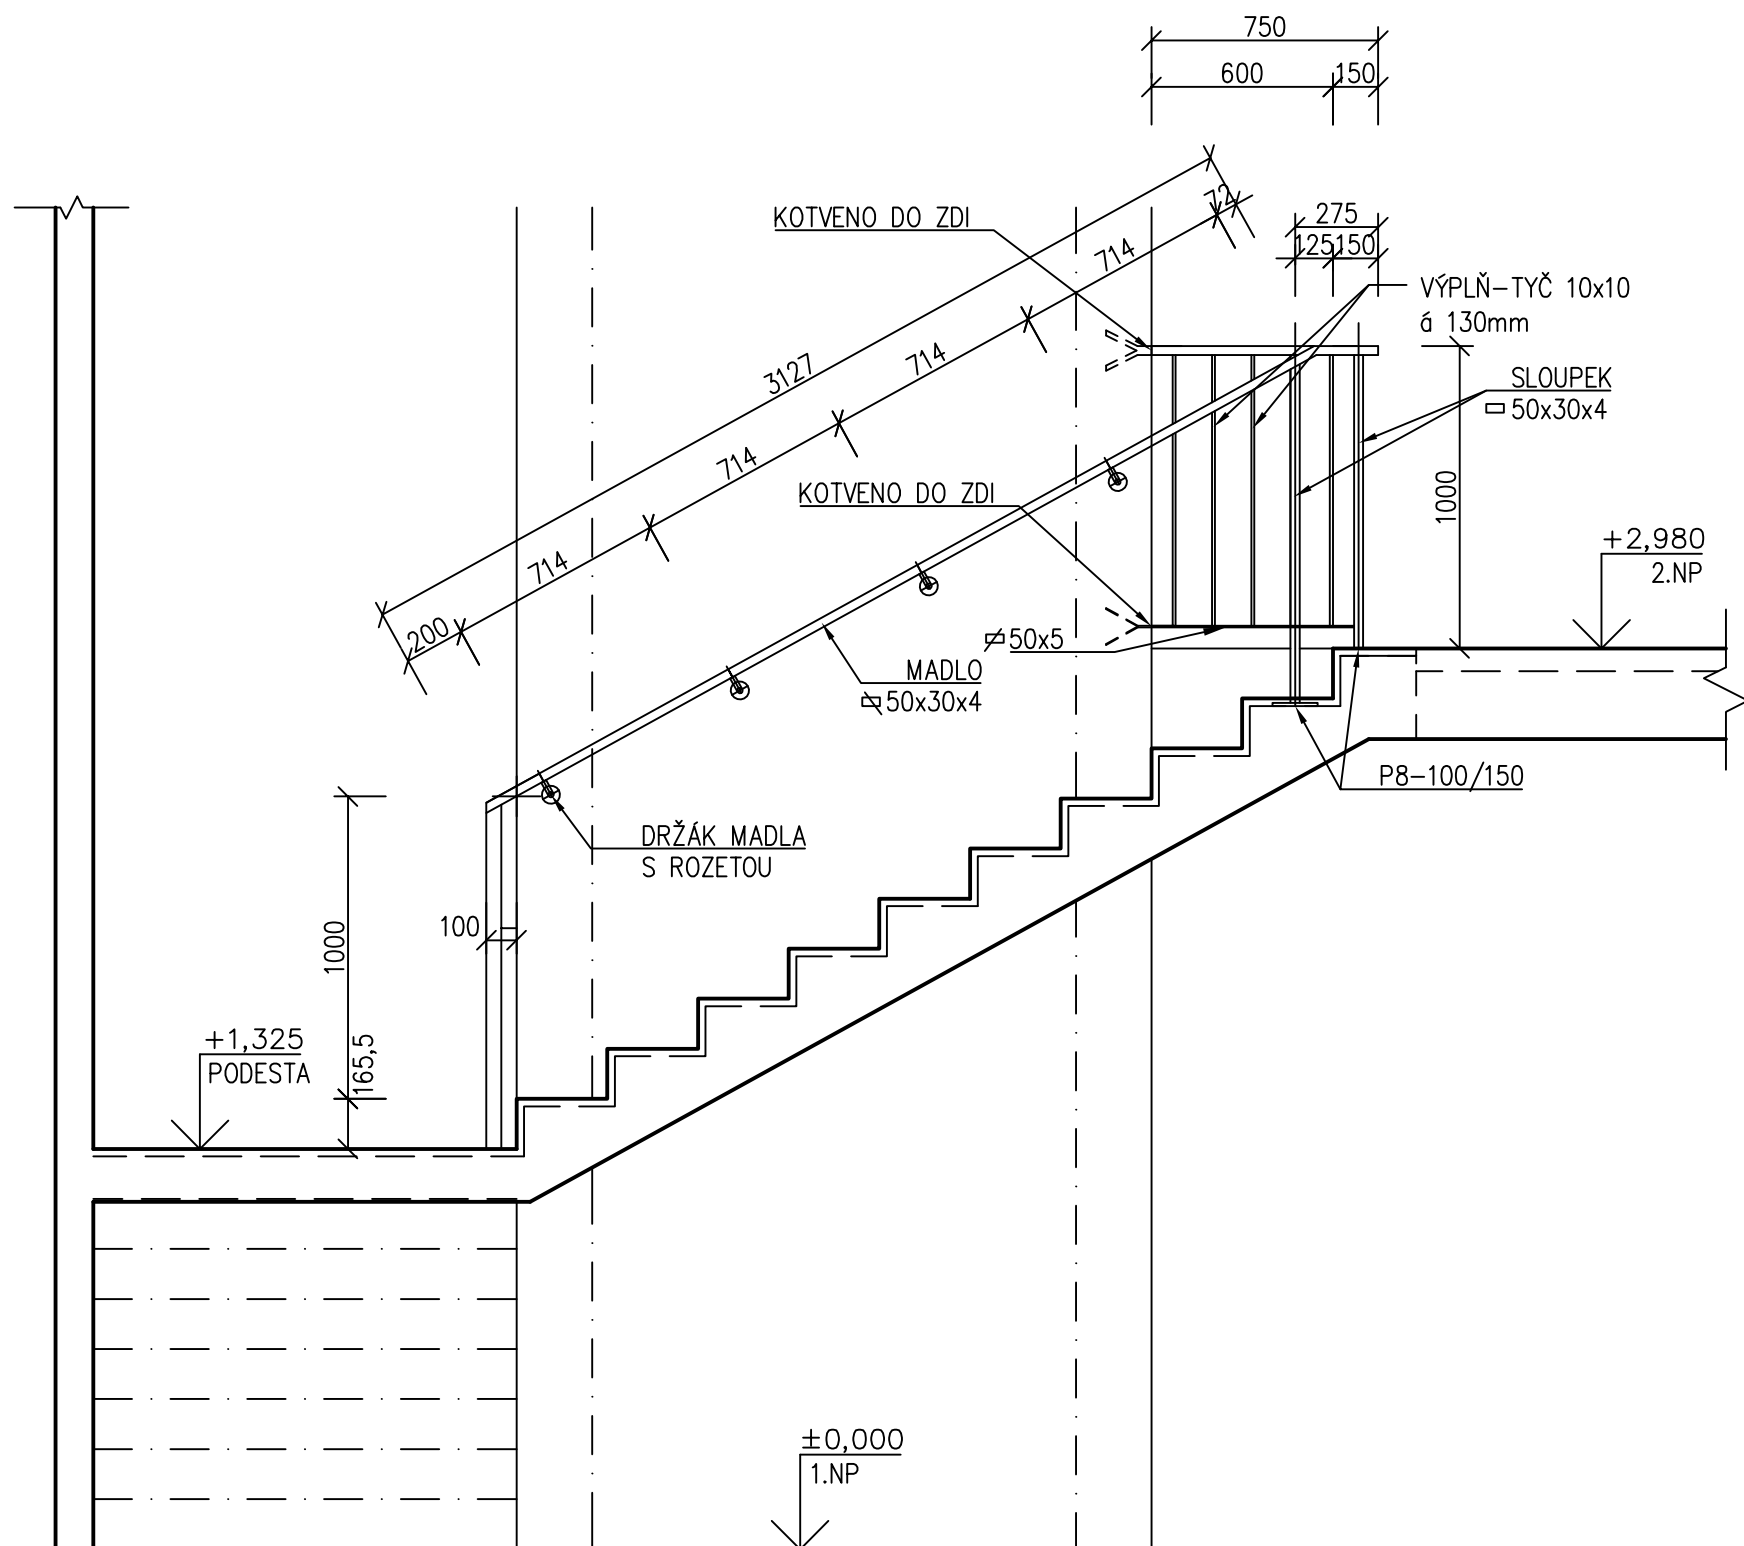 750
600
150
72
KOTVENO DO ZDI
275
125
150
714
VÝPLŇ-TYČ 10x10
á 130mm
714
3127
SLOUPEK
50x30x4
714
KOTVENO DO ZDI
1000
+2,980
2.NP
714
200
50x5
MADLO
50x30x4
P8-100/150
DRŽÁK MADLA
S ROZETOU
100
1000
+1,325
PODESTA
165,5
±0,000
1.NP